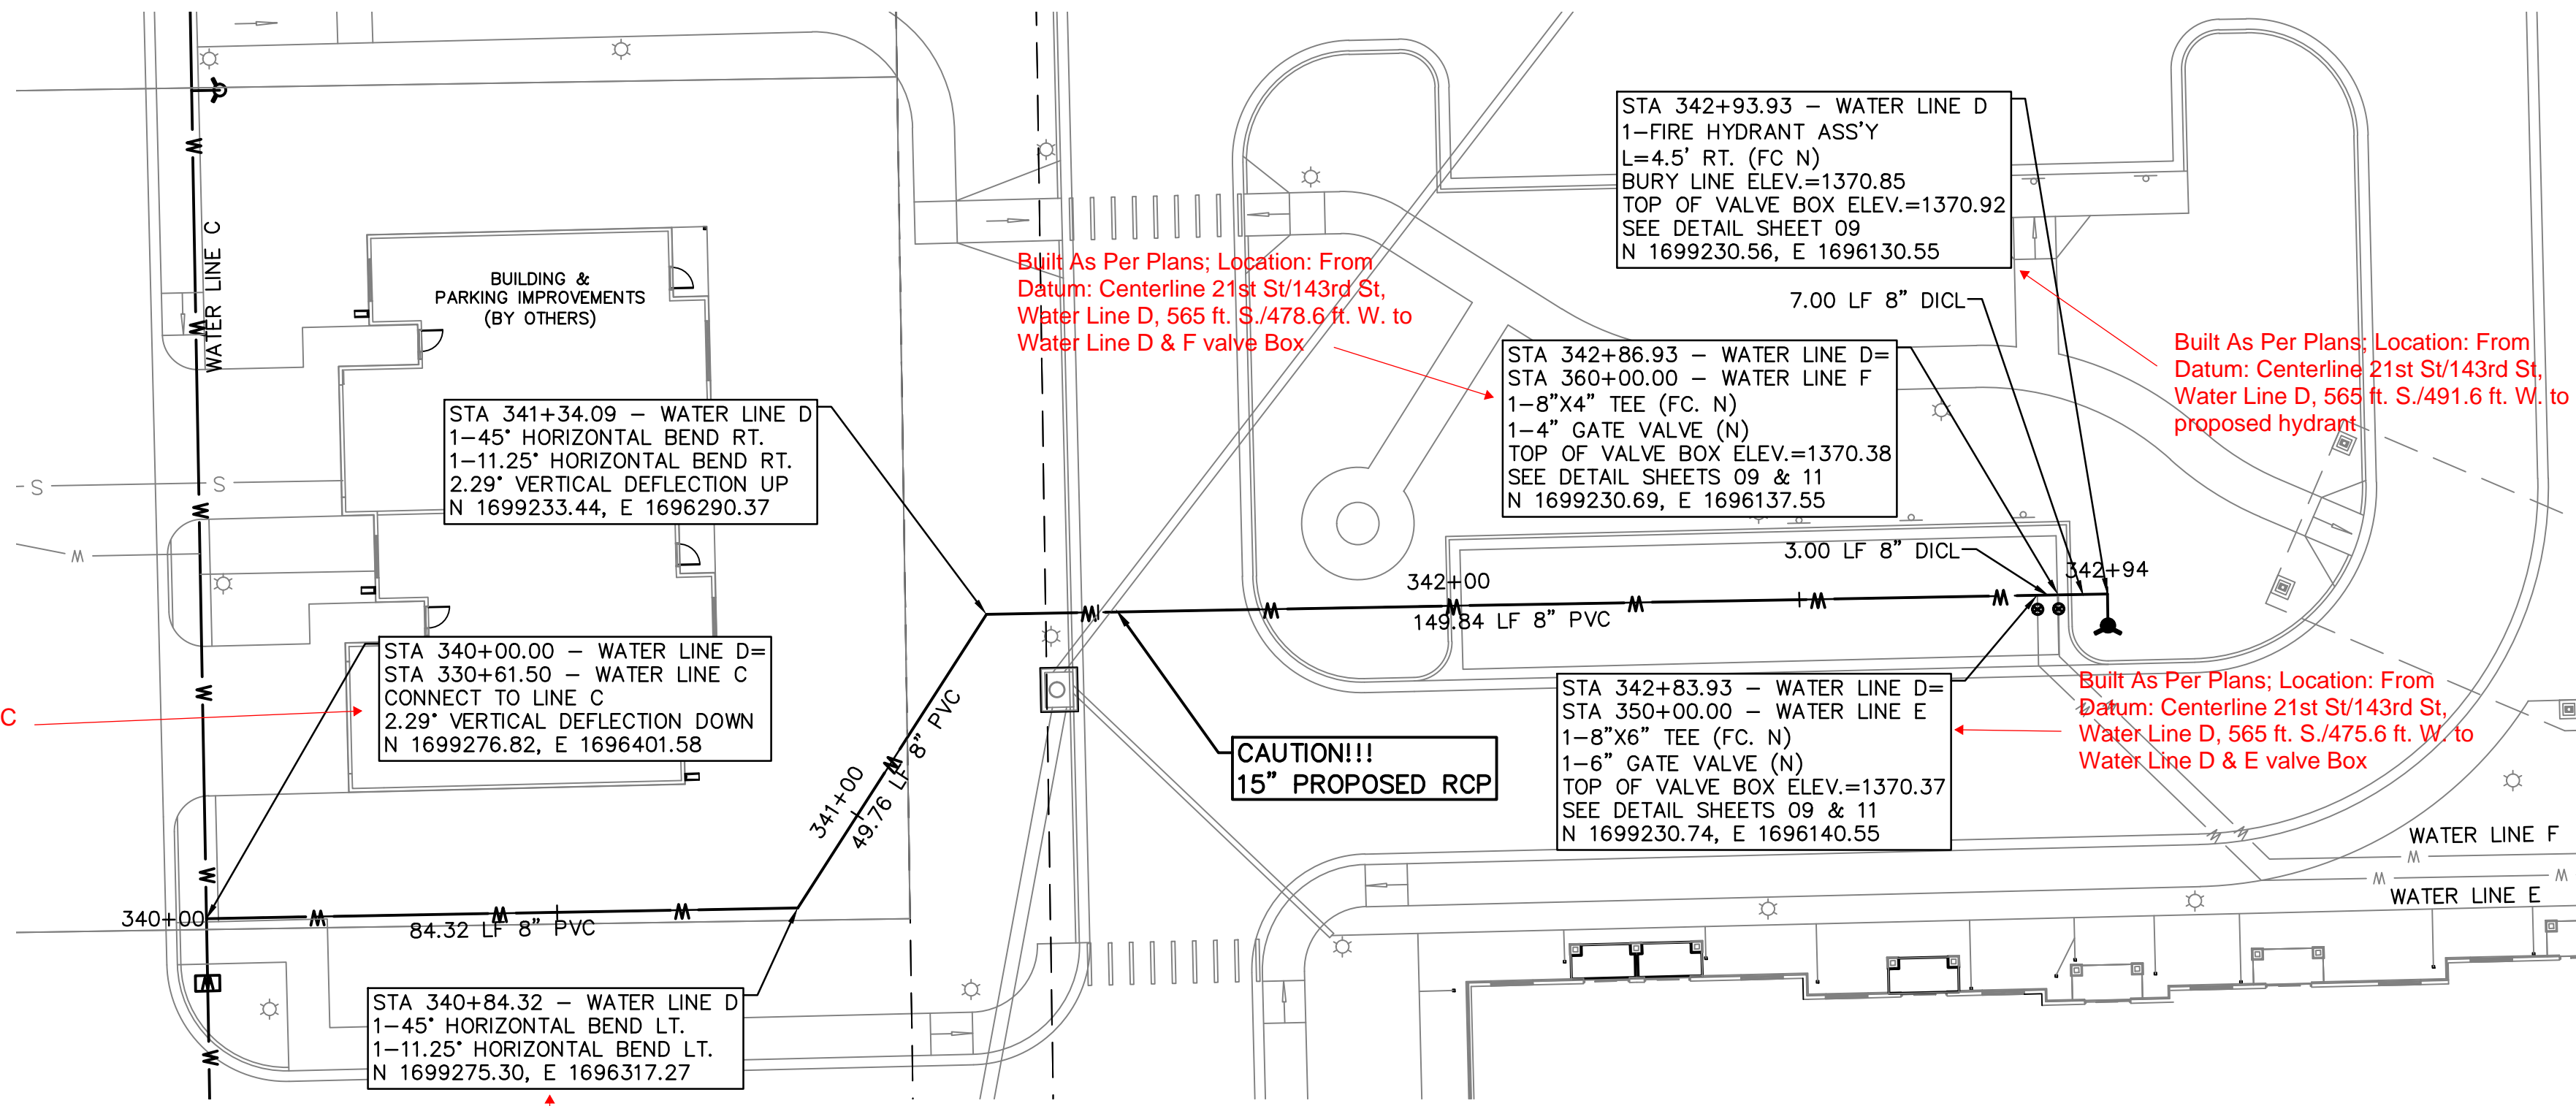 WATER LINE C
BUILDING &
PARKING IMPROVEMENTS
(BY OTHERS)
Built As Per Plans; Location: From
Datum: Centerline 21st St/143rd St,
Water Line D, 565 ft. S./478.6 ft. W. to
Water Line D & F valve Box
STA 342+93.93 – WATER LINE D
1–FIRE HYDRANT ASS'Y
L=4.5' RT. (FC N)
BURY LINE ELEV.=1370.85
TOP OF VALVE BOX ELEV.=1370.92
SEE DETAIL SHEET 09
N 1699230.56, E 1696130.55
7.00 LF 8" DICL
Built As Per Plans; Location: From
Datum: Centerline 21st St/143rd St,
Water Line D, 565 ft. S./491.6 ft. W. to
proposed hydrant
STA 342+86.93 – WATER LINE D=
STA 360+00.00 – WATER LINE F
1–8"X4" TEE (FC. N)
1–4" GATE VALVE (N)
TOP OF VALVE BOX ELEV.=1370.38
SEE DETAIL SHEETS 09 & 11
N 1699230.69, E 1696137.55
STA 341+34.09 – WATER LINE D
1–45° HORIZONTAL BEND RT.
1–11.25° HORIZONTAL BEND RT.
2.29° VERTICAL DEFLECTION UP
N 1699233.44, E 1696290.37
S
S
W
W
W
W
W
W
W
W
3.00 LF 8" DICL
342+94
342+00
W
W
W
W
W
W
149.84 LF 8" PVC
STA 340+00.00 – WATER LINE D=
STA 330+61.50 – WATER LINE C
CONNECT TO LINE C
2.29° VERTICAL DEFLECTION DOWN
N 1699276.82, E 1696401.58
C
341+00
W
49.76 LF 8" PVC
CAUTION!!!
15" PROPOSED RCP
STA 342+83.93 – WATER LINE D=
STA 350+00.00 – WATER LINE E
1–8"X6" TEE (FC. N)
1–6" GATE VALVE (N)
TOP OF VALVE BOX ELEV.=1370.37
SEE DETAIL SHEETS 09 & 11
N 1699230.74, E 1696140.55
Built As Per Plans; Location: From
Datum: Centerline 21st St/143rd St,
Water Line D, 565 ft. S./475.6 ft. W. to
Water Line D & E valve Box
W
W
W
W
WATER LINE F
W
W
W
WATER LINE E
340+00
W
W
W
84.32 LF 8" PVC
STA 340+84.32 – WATER LINE D
1–45° HORIZONTAL BEND LT.
1–11.25° HORIZONTAL BEND LT.
N 1699275.30, E 1696317.27